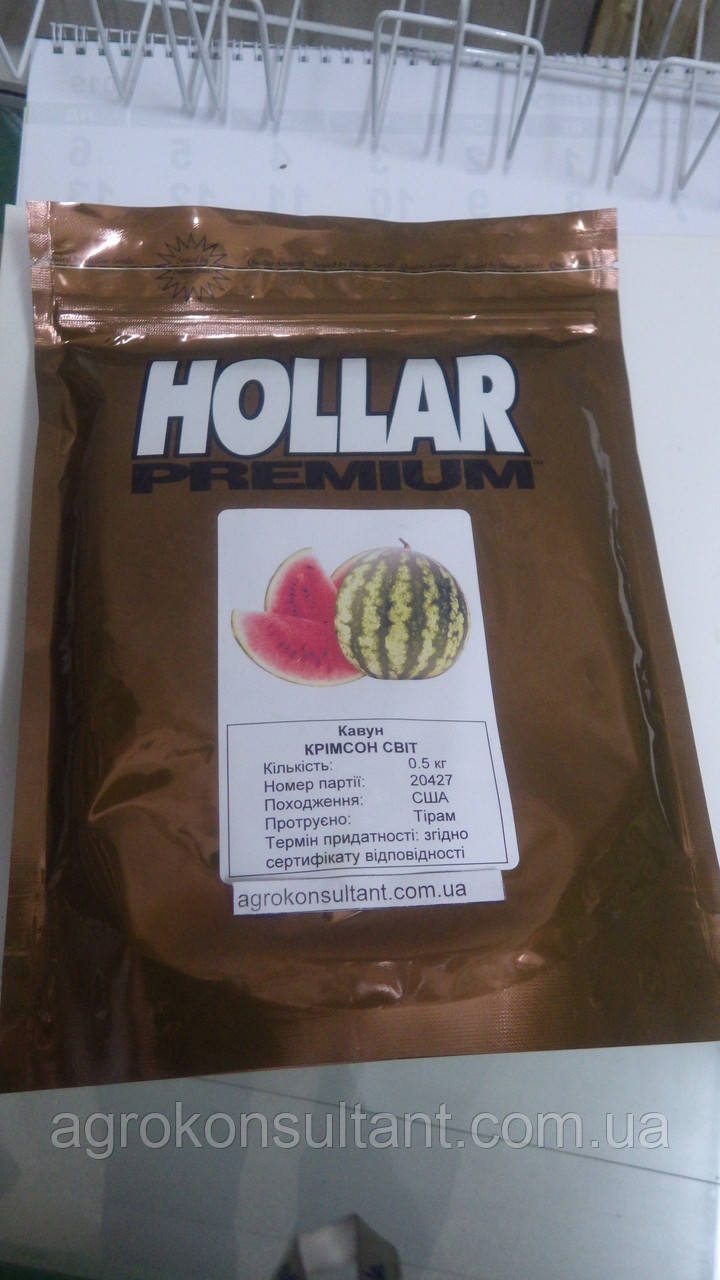 HOLLAR
PREMIUM™
Кавун
КРІМСОН СВІТ
Кількість: 0.5 кг
Номер партії: 20427
Походження: США
Протруєно: Тірам
Термін придатності: згідно
сертифікату відповідності
agrokonsultant.com.ua
agrokonsultant.com.ua